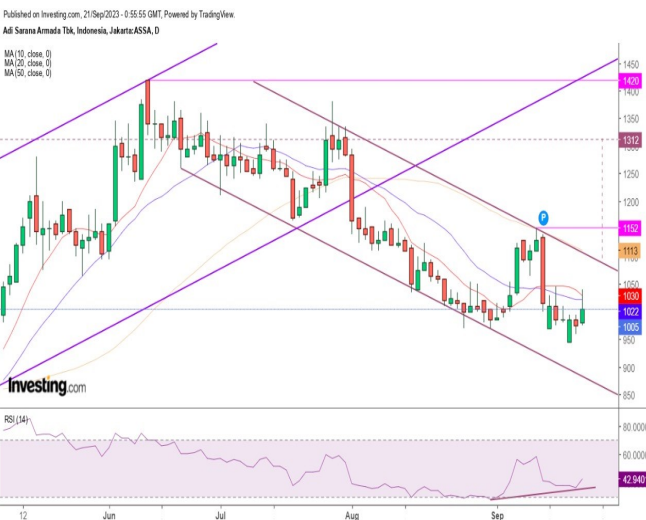 Published on Investing.com, 21/Sep/2023 - 0:55:55 GMT, Powered by TradingView.
Adi Sarana Armada Tbk, Indonesia, Jakarta:ASSA, D
MA (10, close, 0)
MA (20, close, 0)
MA (50, close, 0)
1450
1420
1400
1350
1312
1300
1250
1200
P
1152
1113
1100
1050
1030
1022
1005
950
900
850
Investing.com
RSI (14)
80.0000
60.0000
42.9401
12
Jun
Jul
Aug
Sep